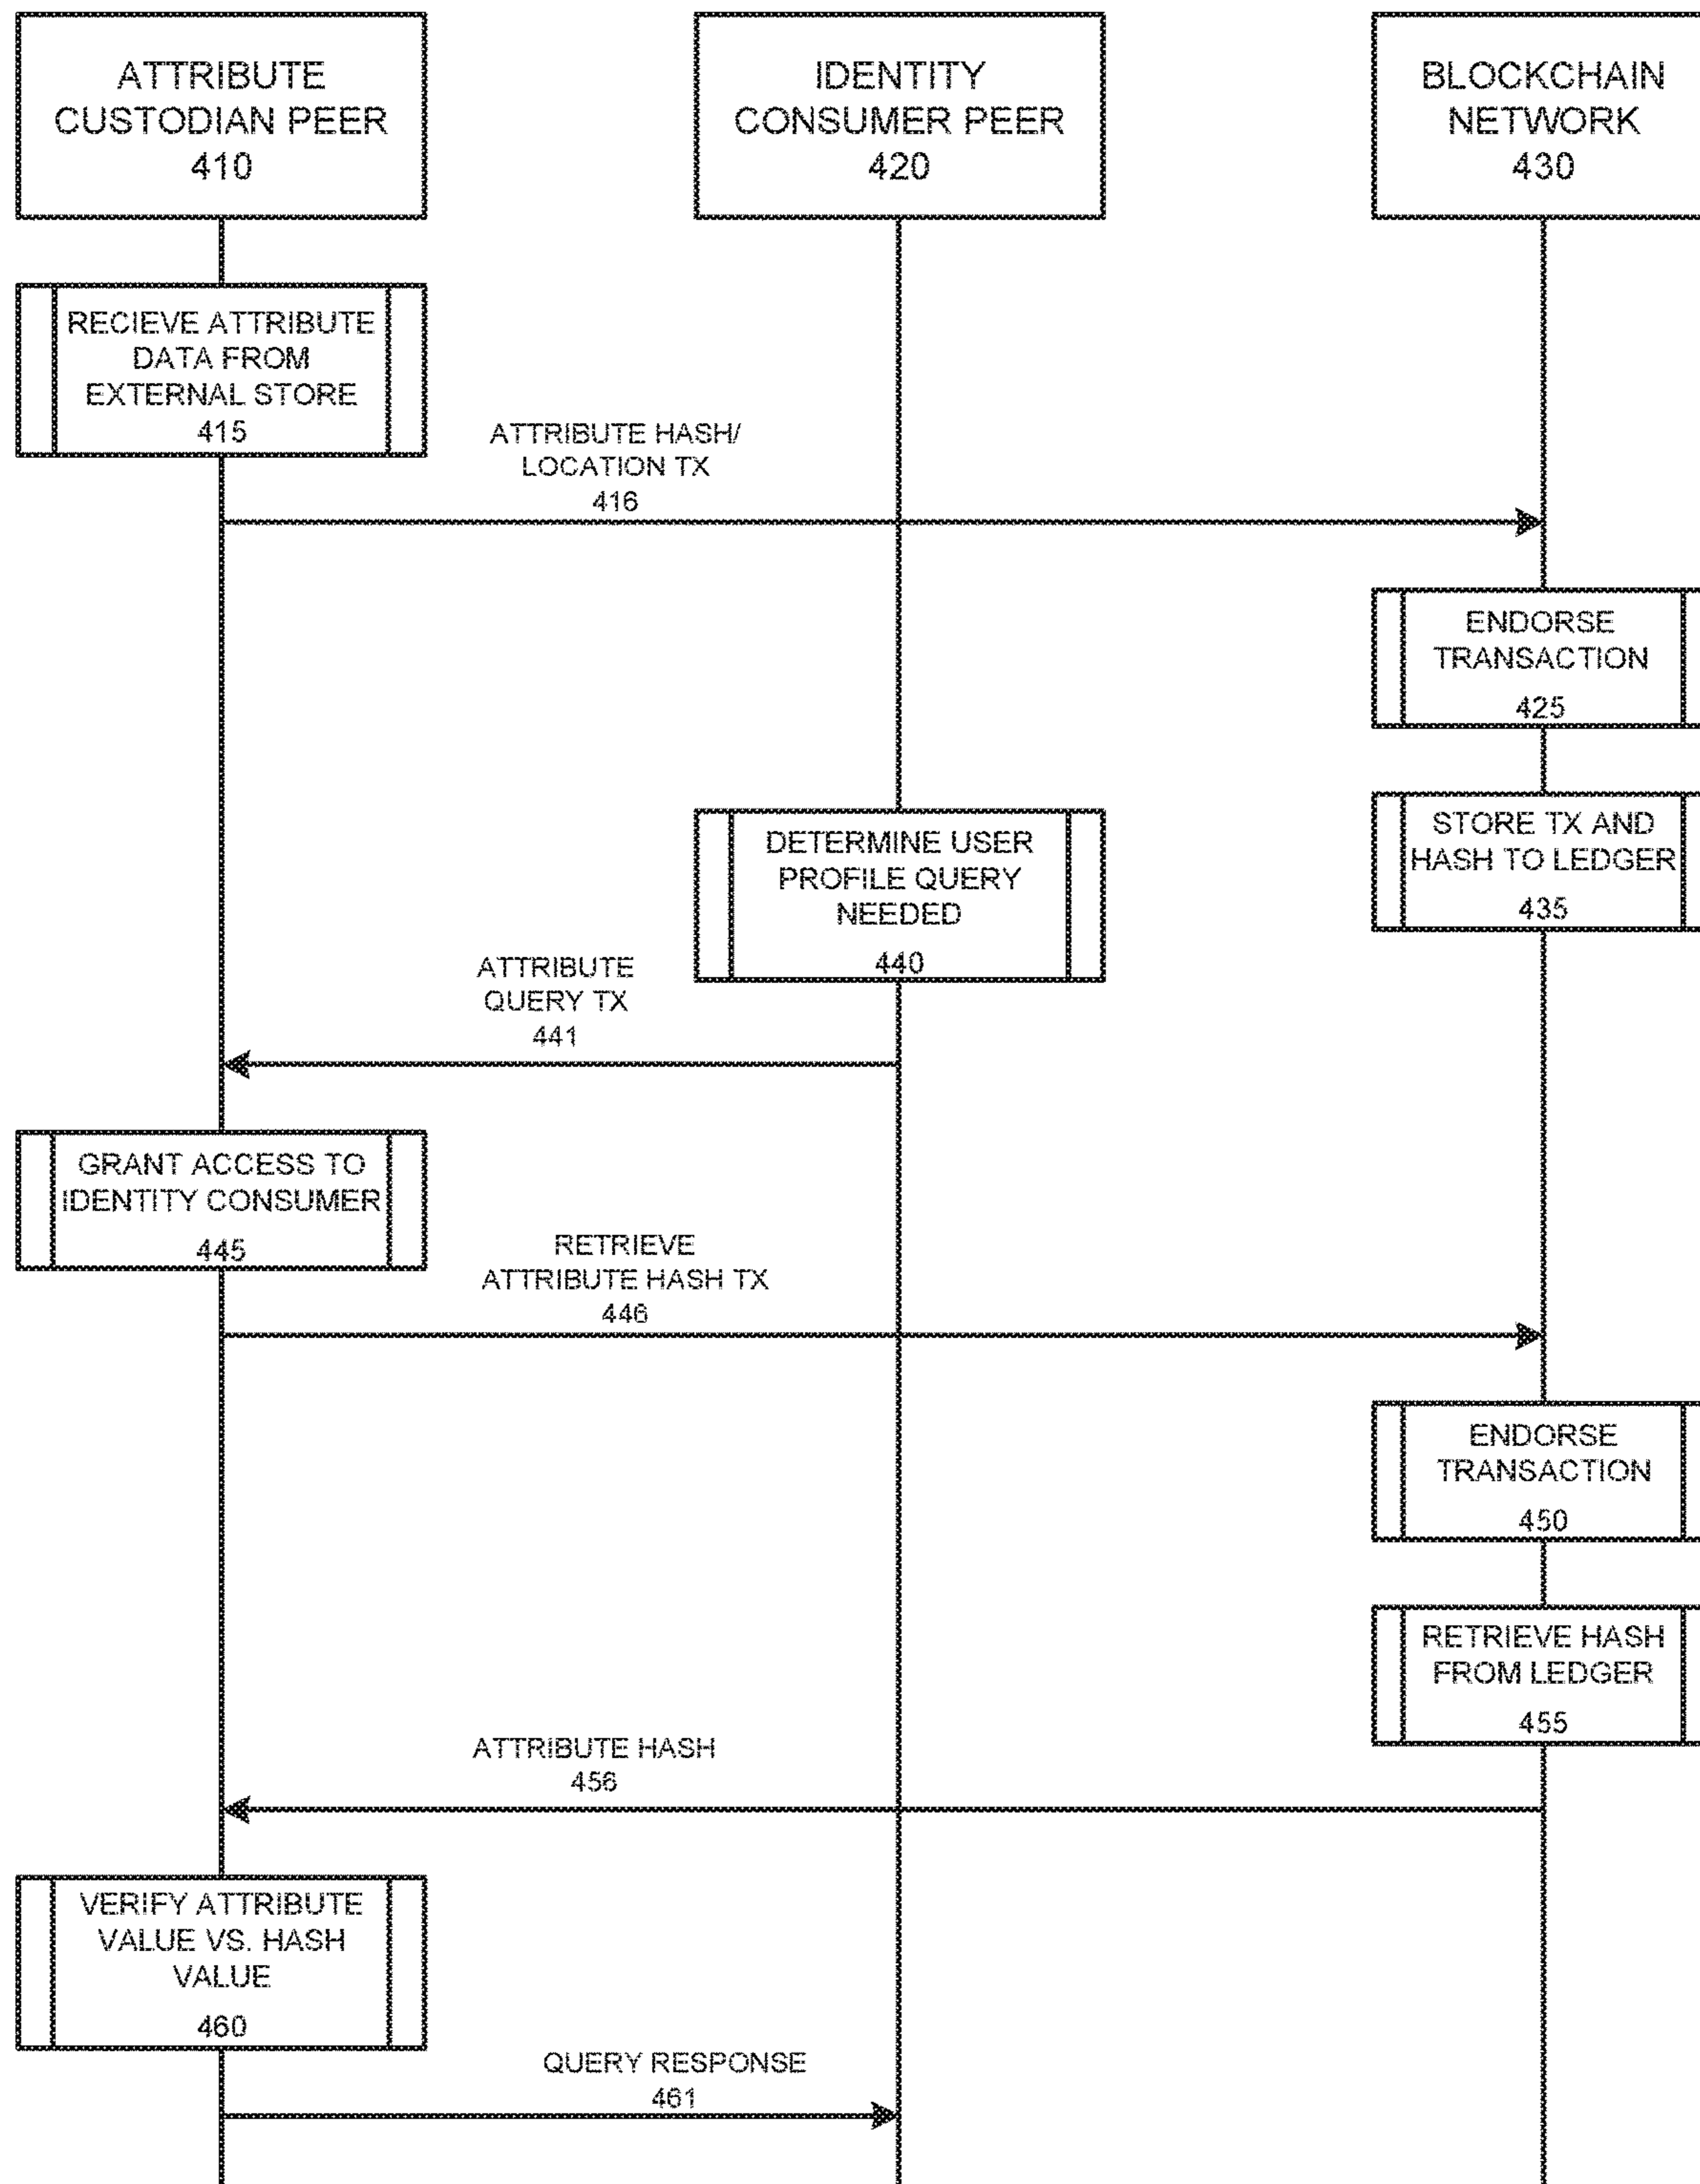 ATTRIBUTE
CUSTODIAN PEER
410
IDENTITY
CONSUMER PEER
420
BLOCKCHAIN
NETWORK
430
RECIEVE ATTRIBUTE
DATA FROM
EXTERNAL STORE
415
ATTRIBUTE HASH/
LOCATION TX
416
ENDORSE
TRANSACTION
425
STORE TX AND
HASH TO LEDGER
435
DETERMINE USER
PROFILE QUERY
NEEDED
440
ATTRIBUTE
QUERY TX
441
GRANT ACCESS TO
IDENTITY CONSUMER
445
RETRIEVE
ATTRIBUTE HASH TX
446
ENDORSE
TRANSACTION
450
RETRIEVE HASH
FROM LEDGER
455
ATTRIBUTE HASH
456
VERIFY ATTRIBUTE
VALUE VS. HASH
VALUE
460
QUERY RESPONSE
461